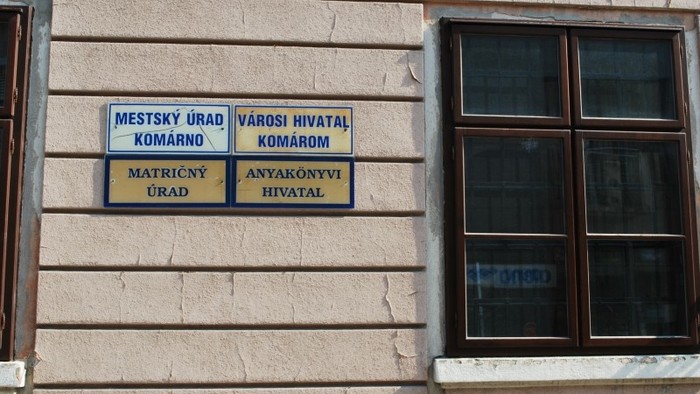 MESTSKÝ ÚRAD
KOMÁRNO
VÁROSI HIVATAL
KOMÁROM
MATRIČNÝ
ÚRAD
ANYAKÖNYVI
HIVATAL